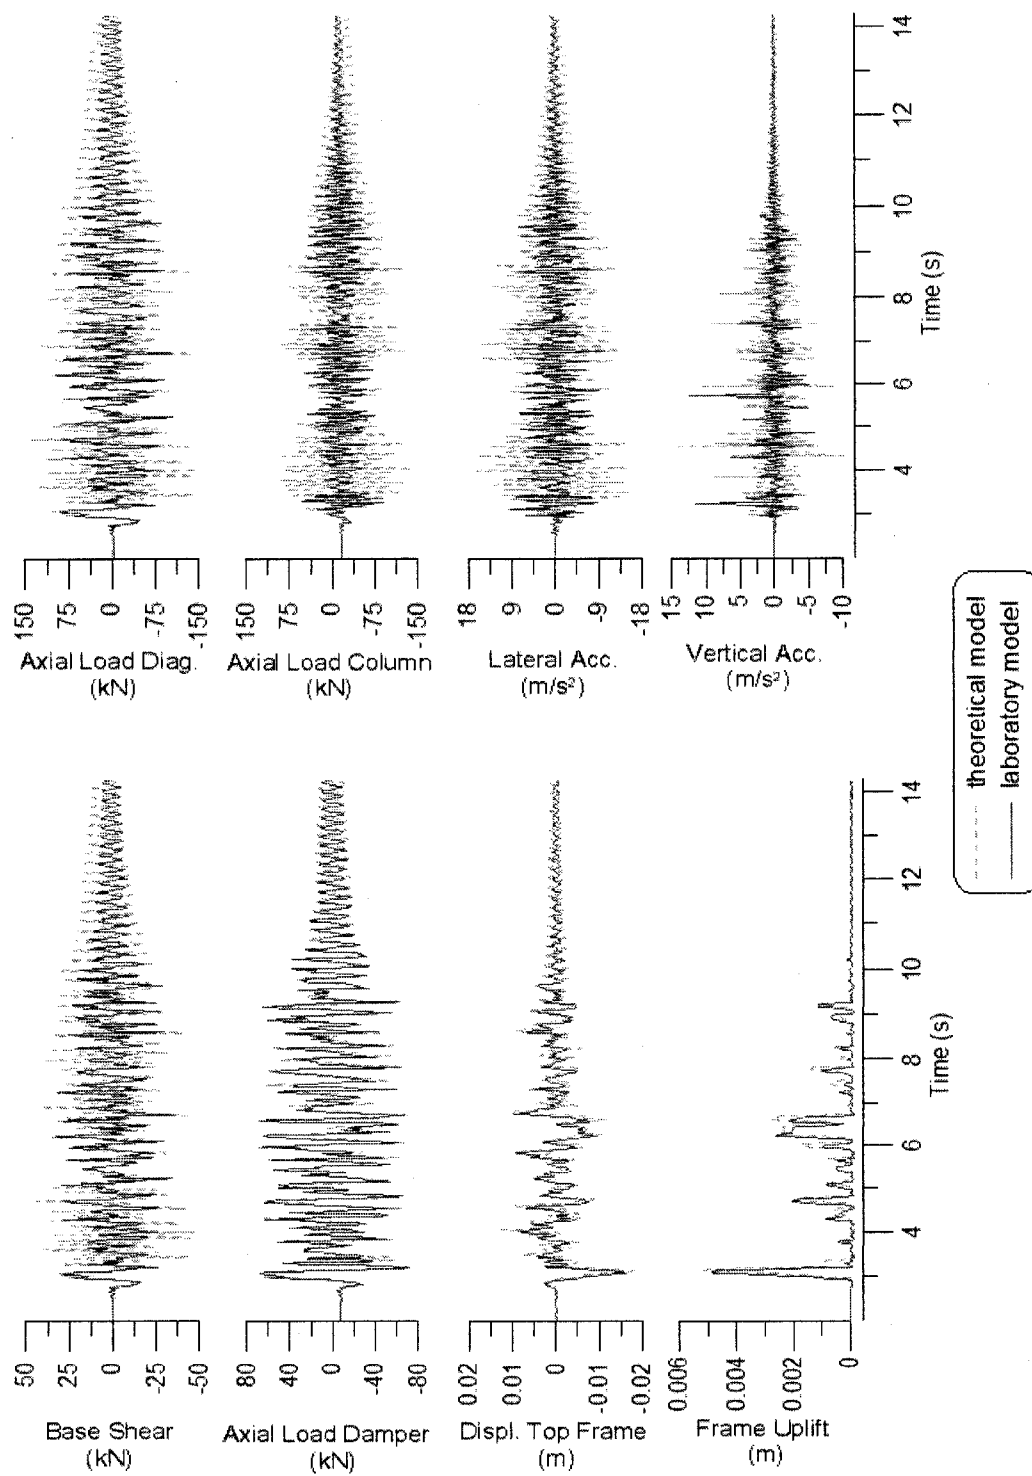 150
75
0
-75
-150
Axial Load Diag.
(kN)
150
75
0
-75
-150
Axial Load Column
(kN)
18
9
0
-9
-18
Lateral Acc.
(m/s²)
15
10
5
0
-5
-10
Vertical Acc.
(m/s²)
4
6
8
10
12
14
Time (s)
50
25
0
-25
-50
Base Shear
(kN)
80
40
0
-40
-80
Axial Load Damper
(kN)
0.02
0.01
0
-0.01
-0.02
Displ. Top Frame
(m)
0.006
0.004
0.002
0
Frame Uplift
(m)
4
6
8
10
12
14
Time (s)
theoretical model
laboratory model